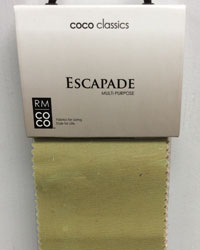 coco classics
ESCAPADE
MULTI-PURPOSE
RM
CO
CO